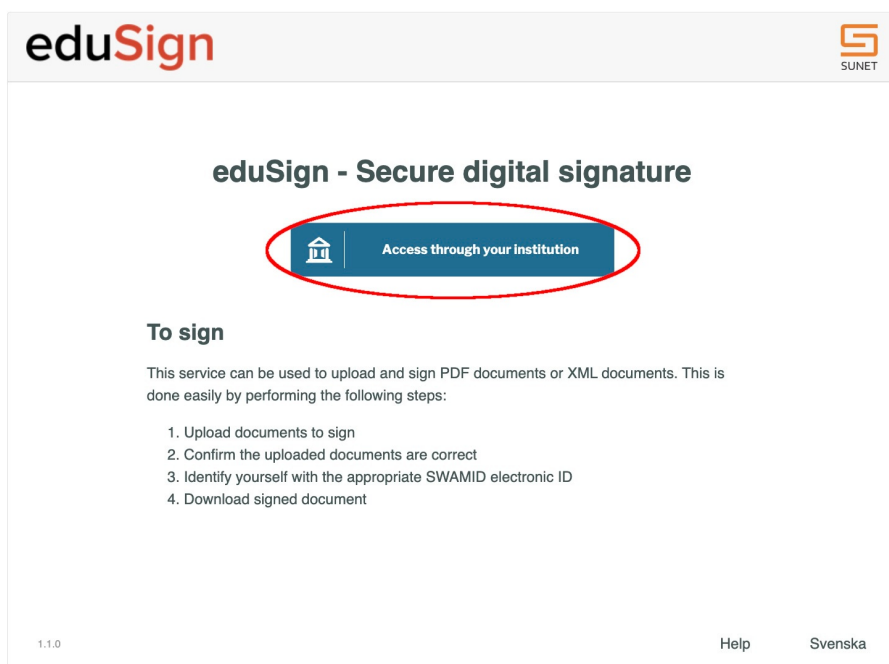 eduSign
SUNET
eduSign - Secure digital signature
Access through your institution
To sign
This service can be used to upload and sign PDF documents or XML documents. This is
done easily by performing the following steps:
1. Upload documents to sign
2. Confirm the uploaded documents are correct
3. Identify yourself with the appropriate SWAMID electronic ID
4. Download signed document
1.1.0
Help
Svenska